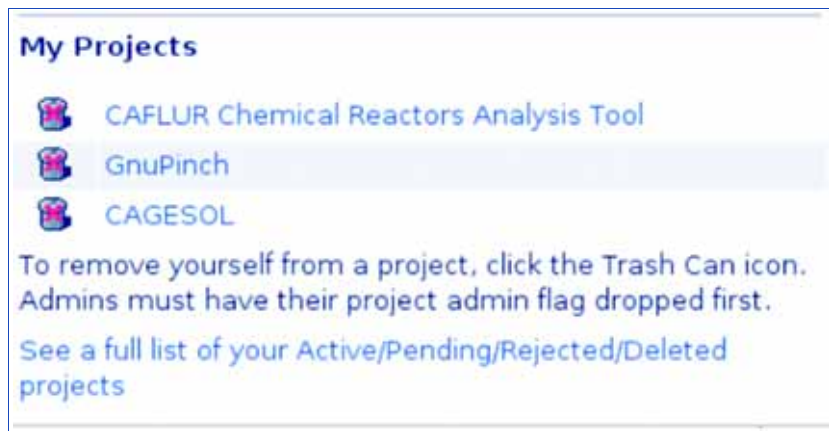 My Projects
CAFLUR Chemical Reactors Analysis Tool
GnuPinch
CAGESOL
To remove yourself from a project, click the Trash Can icon.
Admins must have their project admin flag dropped first.
See a full list of your Active/Pending/Rejected/Deleted
projects